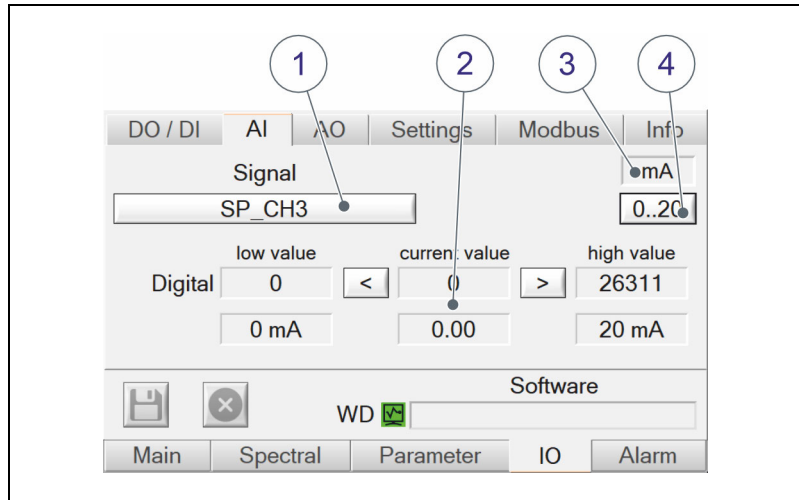 1 2 3 4
DO / DI AI AO Settings Modbus Info
Signal mA
SP_CH3 0..20
low value current value high value
Digital 0 < 0 > 26311
0 mA 0.00 20 mA
Software
WD
Main Spectral Parameter IO Alarm